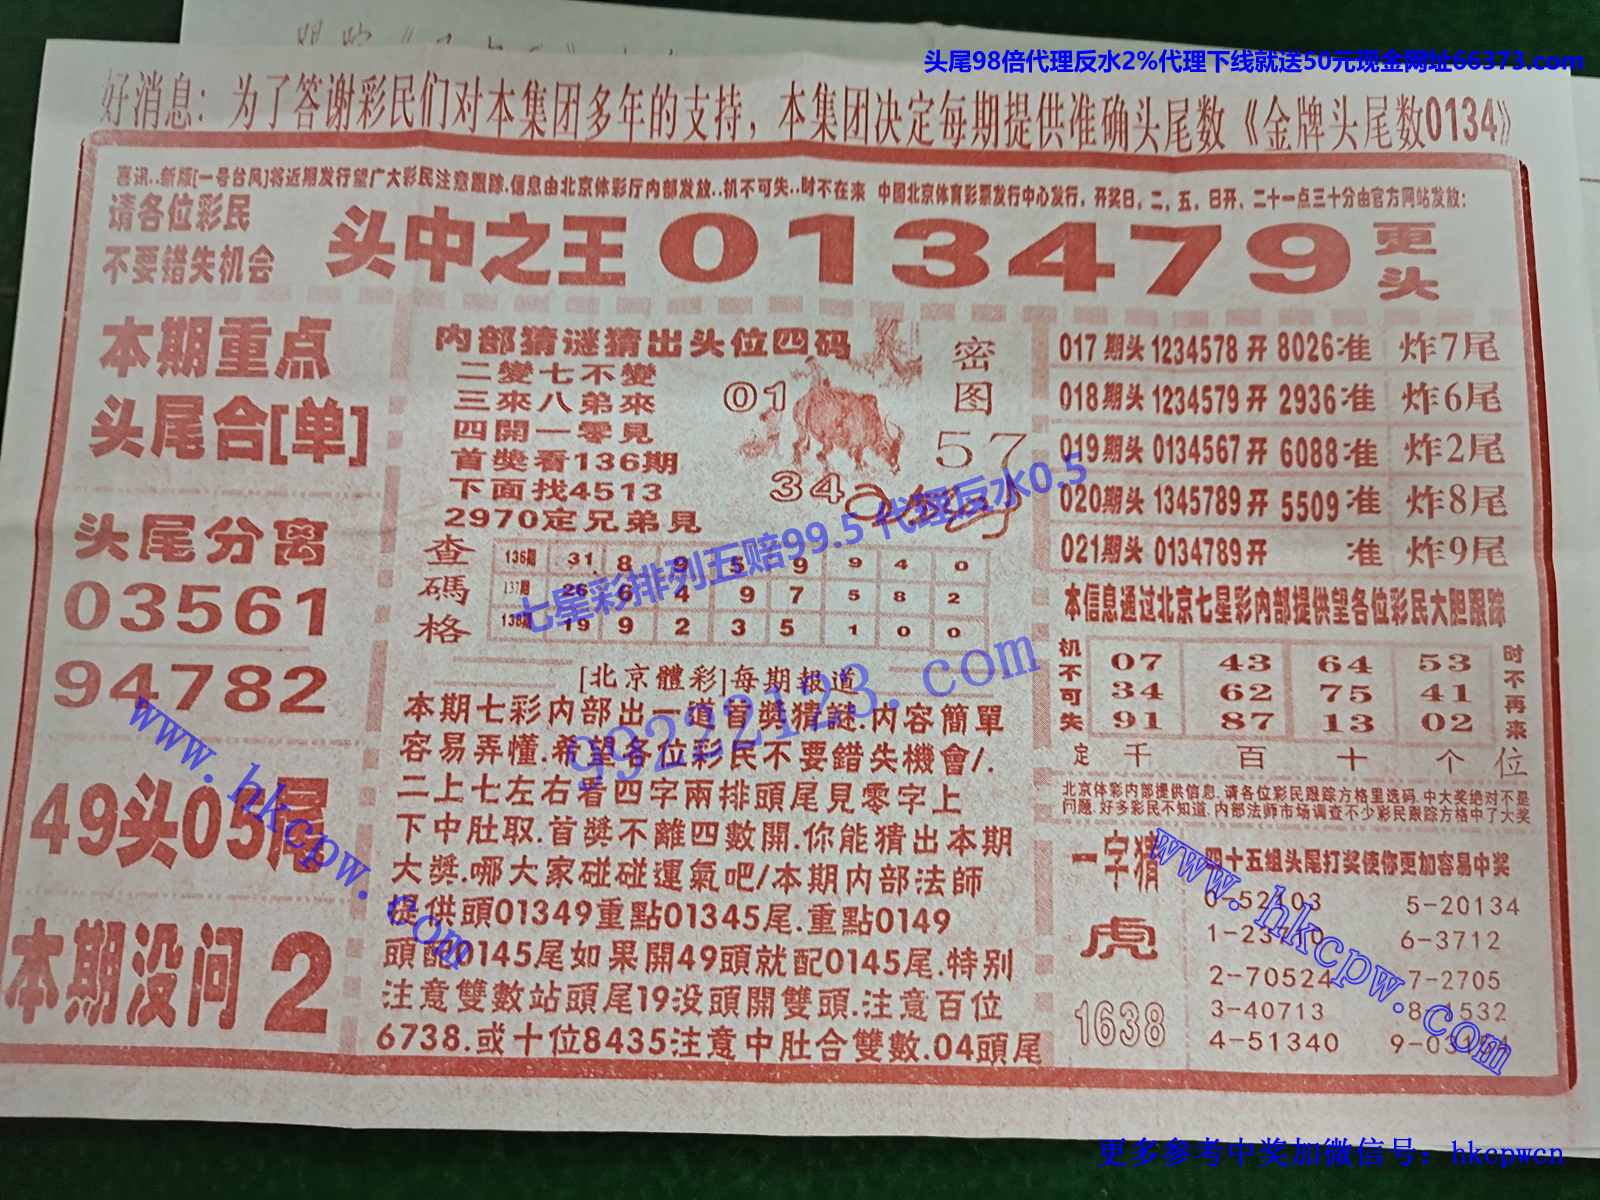 头尾98倍代理反水2%代理下线就送50元现金网址66373.com
好消息：为了答谢彩民们对本集团多年的支持，本集团决定每期提供准确头尾数《金牌头尾数0134》
喜讯..新版[一号台风]将近期发行望广大彩民注意跟踪.信息由北京体彩厅内部发放..机不可失..时不在来 中国北京体育彩票发行中心发行，开奖日，二，五，日开，二十一点三十分由官方网站发放：
请各位彩民
不要错失机会
头中之王 013479 更头
本期重点
头尾合[单]
头尾分离
03561
94782
49头05尾
本期没问2
内部猜谜猜出头位四码
二變七不變
三來八弟來
四開一零見
首獎看136期
下面找4513
2970定兄弟見
01
34
密图
57
查碼格
136期 31. 8 9 5 9 9 4 0
137期 26 6 4 9 7 5 8 2
138期 19 9 2 3 5 1 0 0
七星彩排列五赔99.5 代理反水0.5
[北京體彩]每期報道
本期七彩内部出一道首獎猜謎.内容簡單
容易弄懂.希望各位彩民不要錯失機會/.
二上七左右看四字兩排頭尾見零字上
下中肚取.首獎不離四數開.你能猜出本期
大獎.哪大家碰碰運氣吧/本期内部法師
提供頭01349重點01345尾.重點0149
頭配0145尾如果開49頭就配0145尾.特别
注意雙數站頭尾19没頭開雙頭.注意百位
6738.或十位8435注意中肚合雙數.04頭尾
99222123.com
017期头1234578开8026准 炸7尾
018期头1234579开2936准 炸6尾
019期头0134567开6088准 炸2尾
020期头1345789开5509准 炸8尾
021期头0134789开 准 炸9尾
本信息通过北京七星彩内部提供望各位彩民大胆跟踪
机不可失
07 43 64 53
34 62 75 41
91 87 13 02
时不再来
定 千 百 十 个 位
北京体彩内部提供信息.请各位彩民跟踪方格里选码.中大奖绝对不是
问题.好多彩民不知道.内部法师市场调查不少彩民跟踪方格中了大奖
一字猜
虎
1638
四十五组头尾打奖使你更加容易中奖
5-20134
6-3712
2-70524 7-2705
3-40713
4-51340
www.hkcpw.com
www.hkcpw.com
更多参考中奖加微信号：hkcpwcn